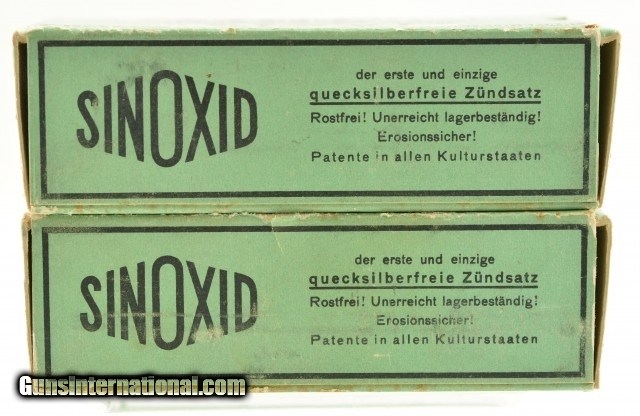 SINOXID
der erste und einzige
quecksilberfreie Zündsatz
Rostfrei! Unerreicht lagerbeständig!
Erosionssicher!
Patente in allen Kulturstaaten
SINOXID
der erste und einzige
quecksilberfreie Zündsatz
Rostfrei! Unerreicht lagerbeständig!
Erosionssicher!
Patente in allen Kulturstaaten
Gunsinternational.com